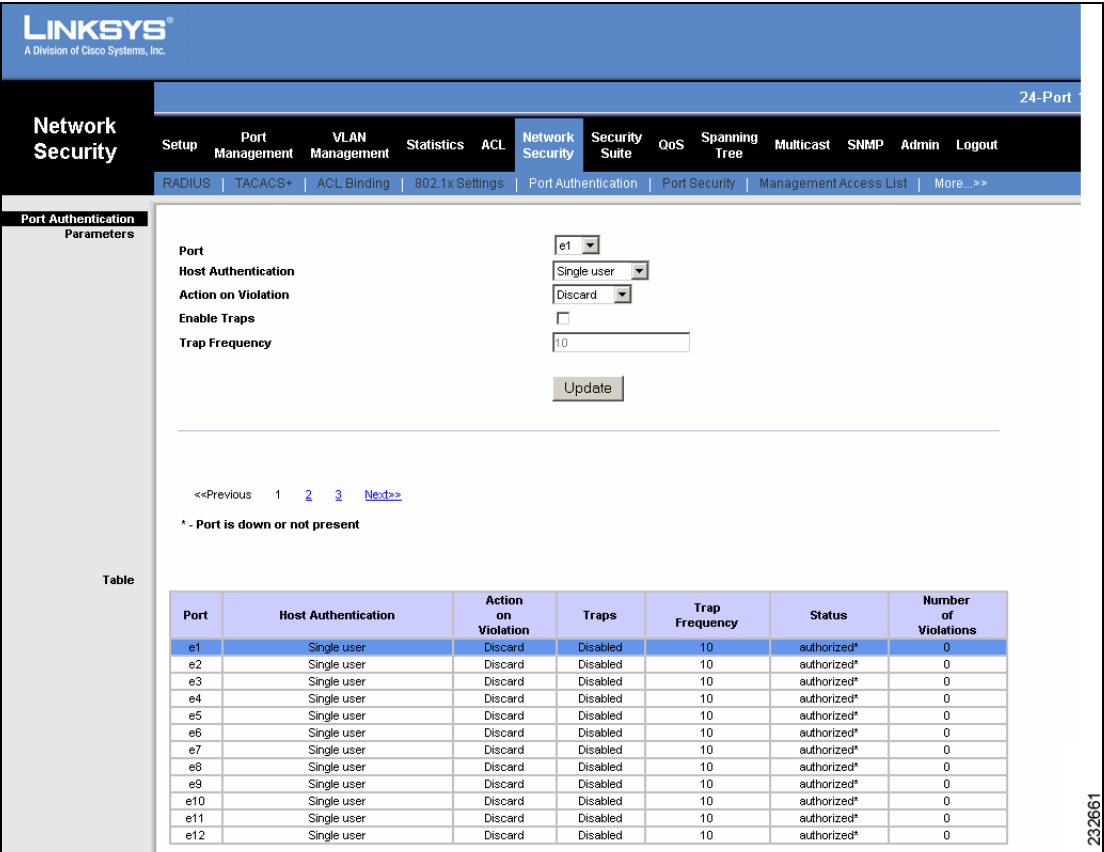 LINKSYS®
A Division of Cisco Systems, Inc.
24-Port 1
Network Security
Setup Port Management VLAN Management Statistics ACL Network Security Security Suite QoS Spanning Tree Multicast SNMP Admin Logout
RADIUS | TACACS+ | ACL Binding | 802.1x Settings | Port Authentication | Port Security | Management Access List | More...>>
Port Authentication
Parameters
Port e1
Host Authentication Single user
Action on Violation Discard
Enable Traps
Trap Frequency 10
Update
<<Previous 1 2 3 Next>>
* - Port is down or not present
Table
Port Host Authentication Action on Violation Traps Trap Frequency Status Number of Violations
e1 Single user Discard Disabled 10 authorized* 0
e2 Single user Discard Disabled 10 authorized* 0
e3 Single user Discard Disabled 10 authorized* 0
e4 Single user Discard Disabled 10 authorized* 0
e5 Single user Discard Disabled 10 authorized* 0
e6 Single user Discard Disabled 10 authorized* 0
e7 Single user Discard Disabled 10 authorized* 0
e8 Single user Discard Disabled 10 authorized* 0
e9 Single user Discard Disabled 10 authorized* 0
e10 Single user Discard Disabled 10 authorized* 0
e11 Single user Discard Disabled 10 authorized* 0
e12 Single user Discard Disabled 10 authorized* 0
232661